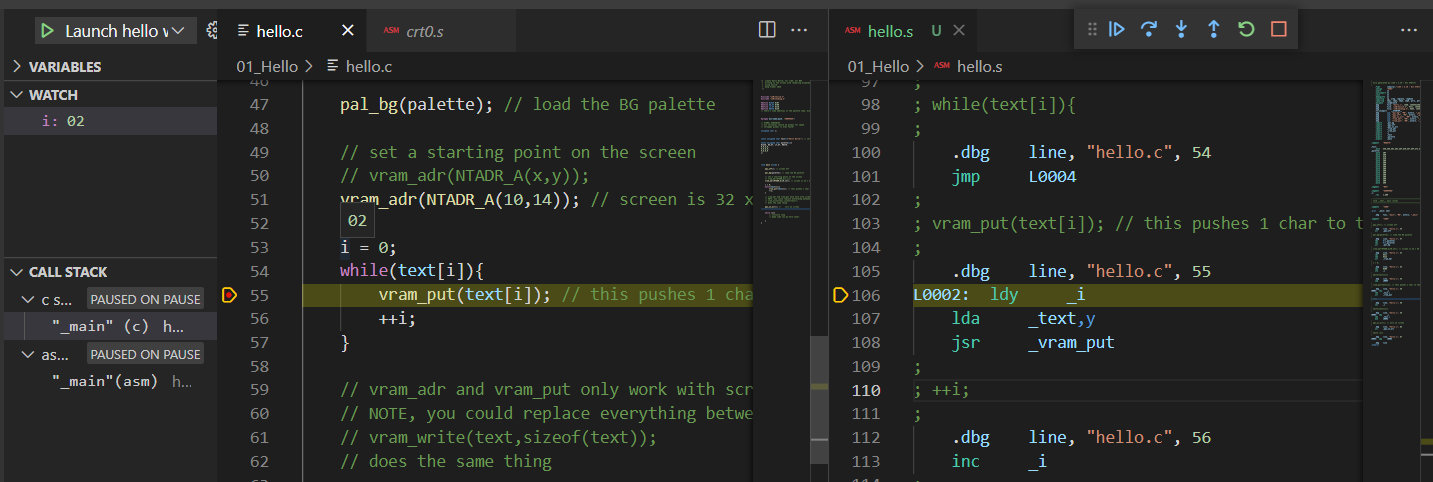 Launch hello w
VARIABLES
WATCH
i: 02
CALL STACK
c s... PAUSED ON PAUSE
"_main" (c) h...
as... PAUSED ON PAUSE
"_main"(asm) h...
hello.c
ASM crt0.s
01_Hello > hello.c
46
47 pal_bg(palette); // load the BG palette
48
49 // set a starting point on the screen
50 // vram_adr(NTADR_A(x,y));
51 vram_adr(NTADR_A(10,14)); // screen is 32 x
52
02
53 i = 0;
54 while(text[i]){
55 vram_put(text[i]); // this pushes 1 cha
56 ++i;
57 }
58
59 // vram_adr and vram_put only work with scr
60 // NOTE, you could replace everything betwe
61 // vram_write(text,sizeof(text));
62 // does the same thing
ASM hello.s U
01_Hello > ASM hello.s
97 ;
98 ; while(text[i]){
99 ;
100 .dbg line, "hello.c", 54
101 jmp L0004
102 ;
103 ; vram_put(text[i]); // this pushes 1 char to t
104 ;
105 .dbg line, "hello.c", 55
106 L0002: ldy _i
107 lda _text,y
108 jsr _vram_put
109 ;
110 ; ++i;
111 ;
112 .dbg line, "hello.c", 56
113 inc _i
114 ;